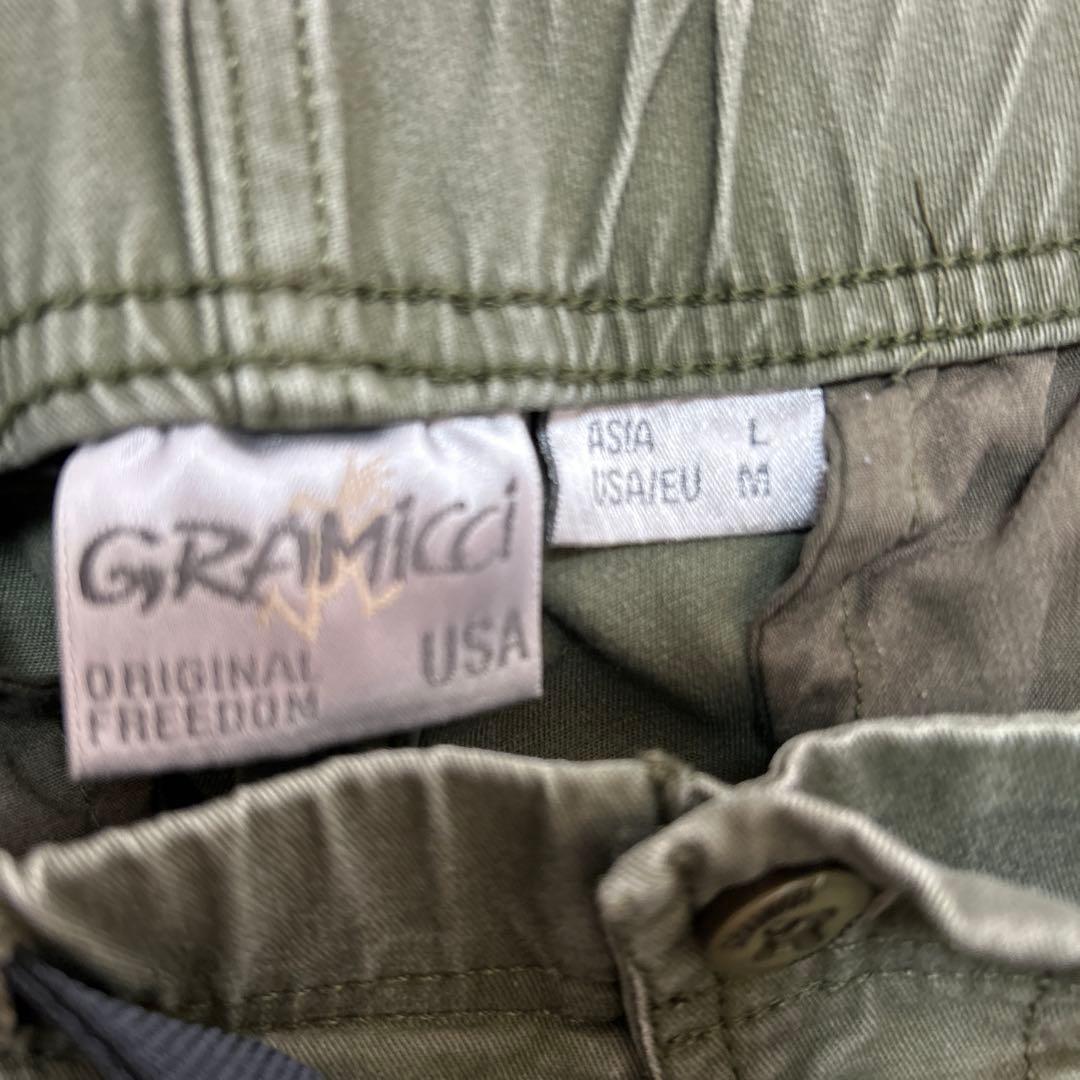 GRAMicci
USA
ORIGINAL
FREEDOM
ASIA L
USA/EU M